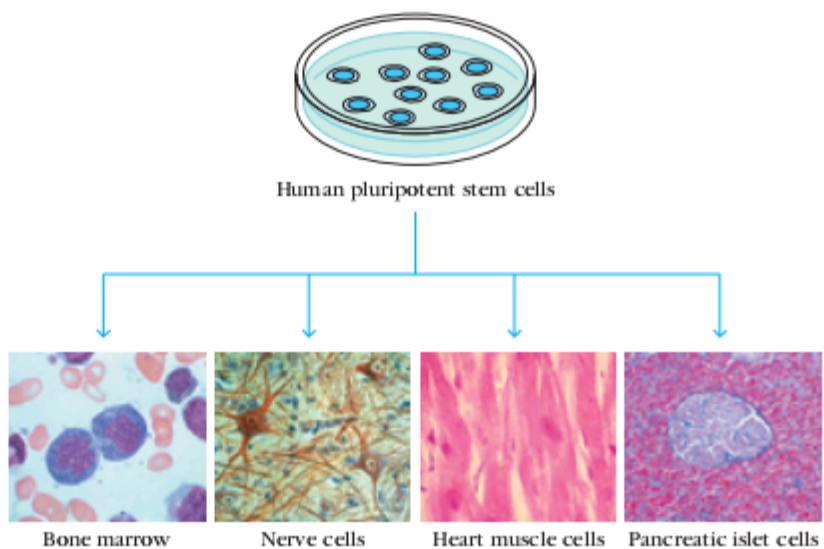 Human pluripotent stem cells
Bone marrow
Nerve cells
Heart muscle cells
Pancreatic islet cells